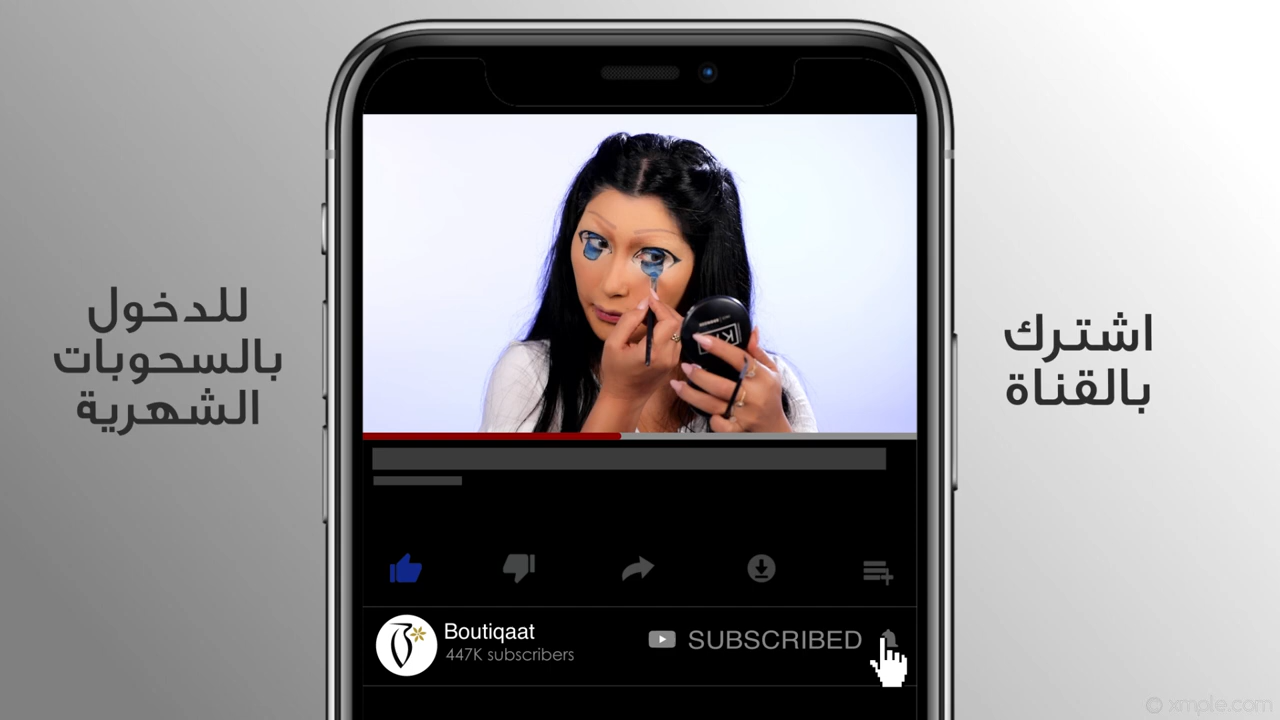 اشترك
بالقناة
للدخول
بالسحوبات
الشهرية
Boutiqaat
447K subscribers
SUBSCRIBED
xmple.com